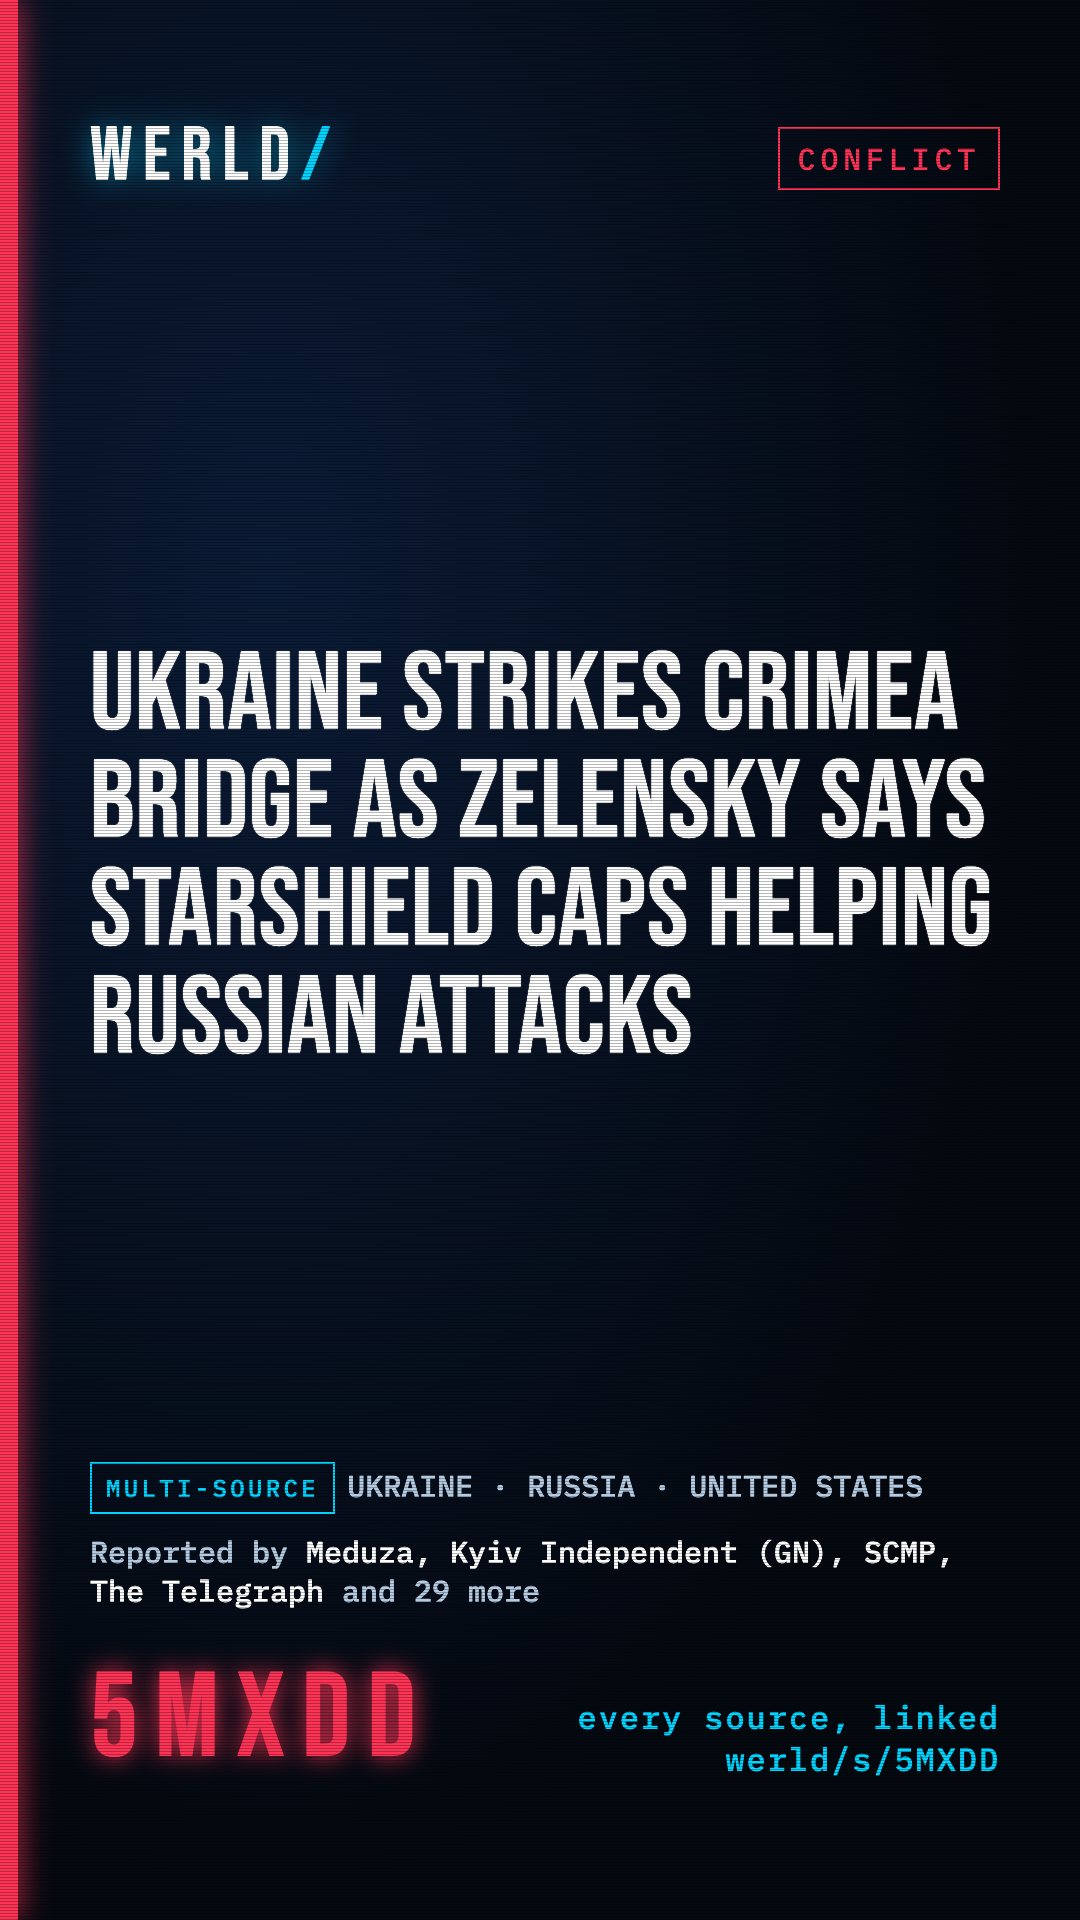 WERLD/
CONFLICT
UKRAINE STRIKES CRIMEA
BRIDGE AS ZELENSKY SAYS
STARSHIELD CAPS HELPING
RUSSIAN ATTACKS
MULTI-SOURCE UKRAINE · RUSSIA · UNITED STATES
Reported by Meduza, Kyiv Independent (GN), SCMP,
The Telegraph and 29 more
5MXDD
every source, linked
werld/s/5MXDD